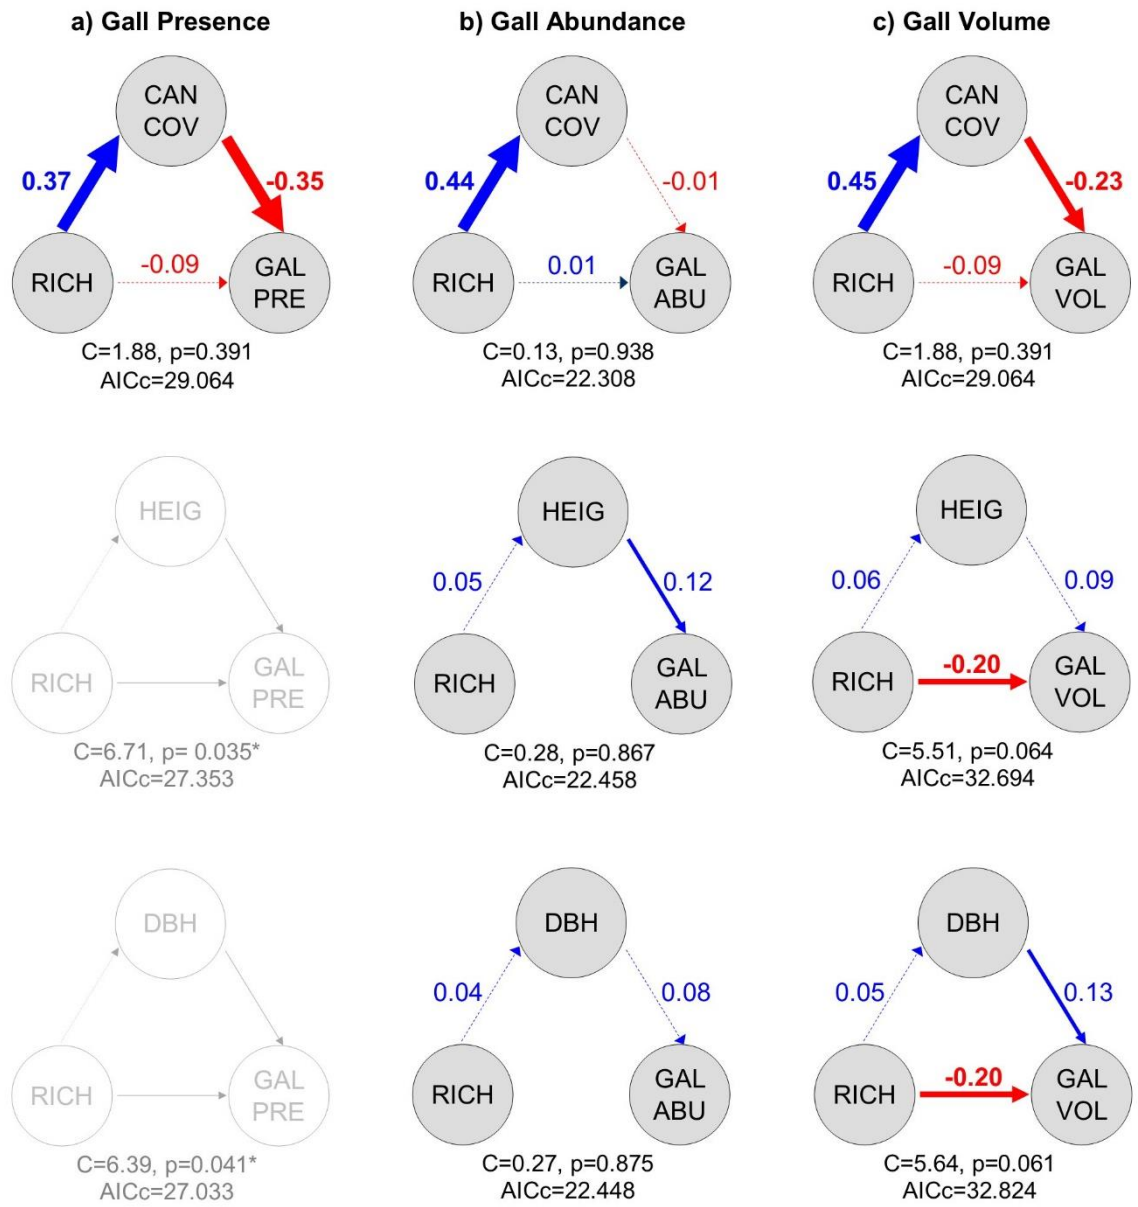 a) Gall Presence
CAN
COV
0.37
-0.35
-0.09
RICH
GAL
PRE
C=1.88, p=0.391
AICc=29.064
b) Gall Abundance
CAN
COV
0.44
-0.01
0.01
RICH
GAL
ABU
C=0.13, p=0.938
AICc=22.308
c) Gall Volume
CAN
COV
0.45
-0.23
-0.09
RICH
GAL
VOL
C=1.88, p=0.391
AICc=29.064
HEIG
RICH
GAL
PRE
C=6.71, p= 0.035*
AICc=27.353
HEIG
0.05
0.12
RICH
GAL
ABU
C=0.28, p=0.867
AICc=22.458
HEIG
0.06
0.09
-0.20
RICH
GAL
VOL
C=5.51, p=0.064
AICc=32.694
DBH
RICH
GAL
PRE
C=6.39, p=0.041*
AICc=27.033
DBH
0.04
0.08
RICH
GAL
ABU
C=0.27, p=0.875
AICc=22.448
DBH
0.05
0.13
-0.20
RICH
GAL
VOL
C=5.64, p=0.061
AICc=32.824